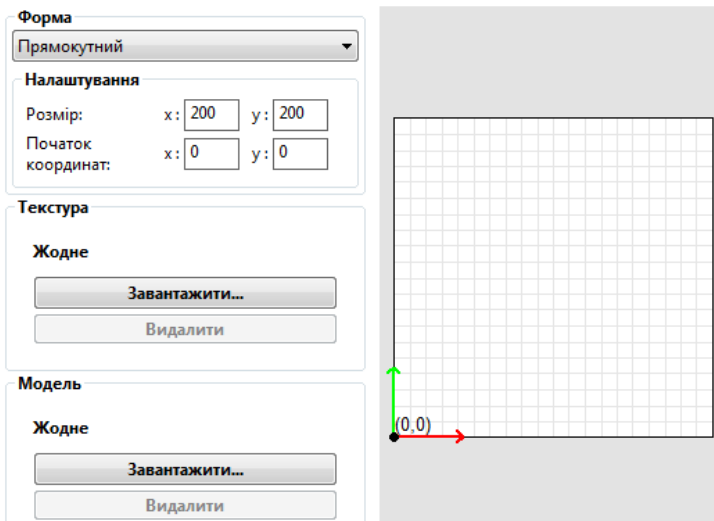 Форма
Прямокутний
Налаштування
Розмір: x: 200 y: 200
Початок
координат: x: 0 y: 0
Текстура
Жодне
Завантажити...
Видалити
Модель
Жодне
Завантажити...
Видалити
(0,0)